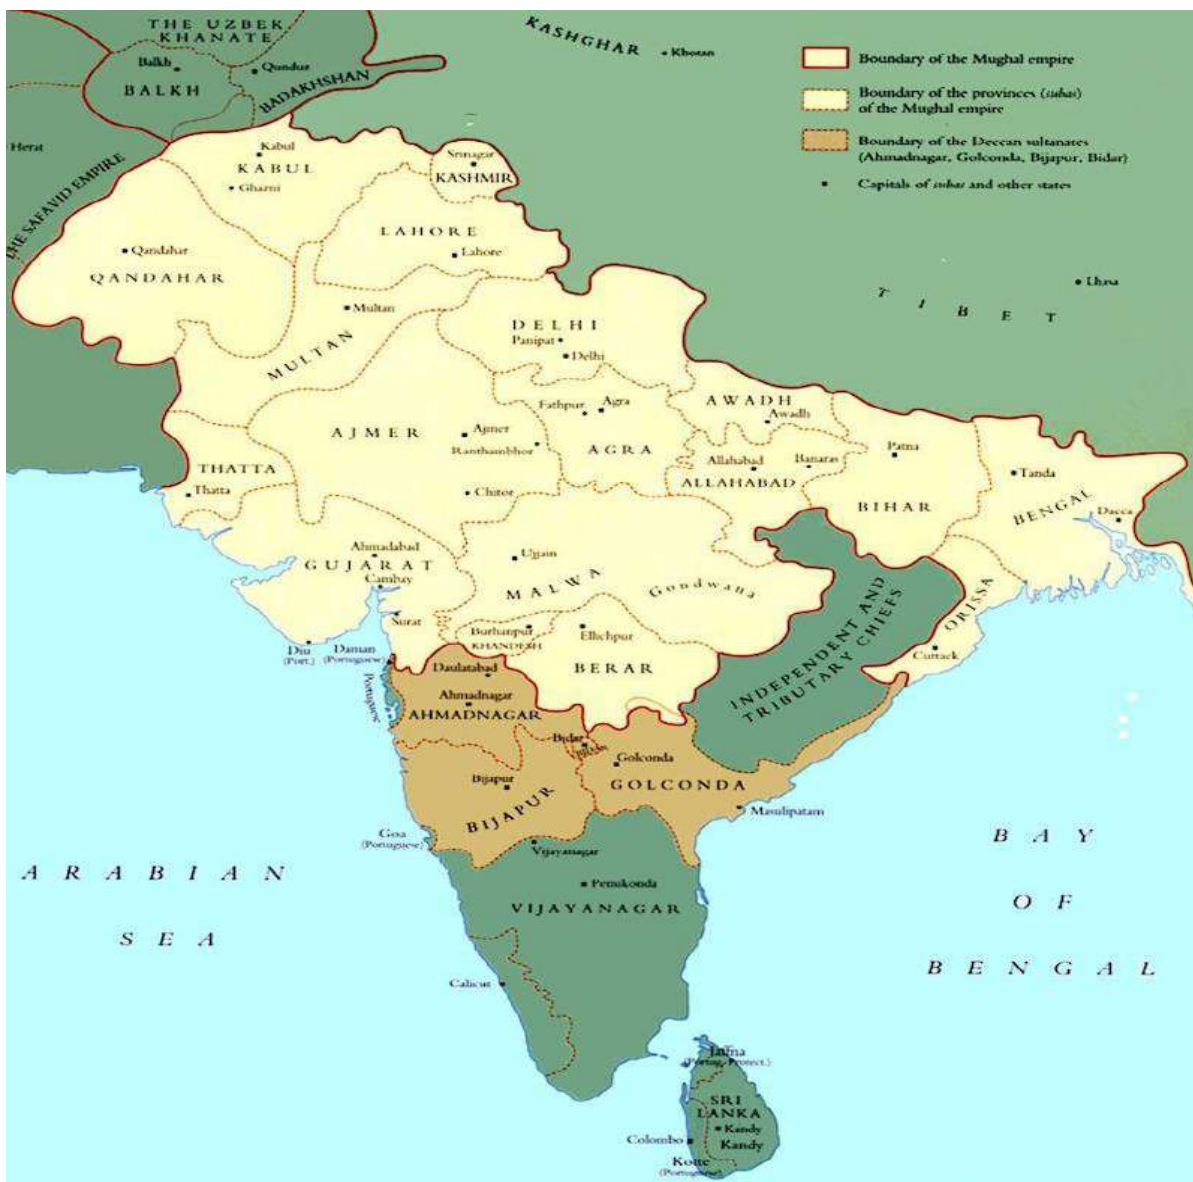 THE UZBEK
KHANATE
Balkh
BALKH
Qunduz
BADAKHSHAN
KASHGHAR
Khotan
Boundary of the Mughal empire
Boundary of the provinces (subas)
of the Mughal empire
Boundary of the Deccan sultanates
(Ahmadnagar, Golconda, Bijapur, Bidar)
Capitals of subas and other states
Herat
THE SAFAVID EMPIRE
Kabul
KABUL
Ghazni
Srinagar
KASHMIR
LAHORE
Lahore
Qandahar
QANDAHAR
Multan
MULTAN
DELHI
Panipat
Delhi
TIBET
Lhasa
AWADH
Awadh
Fathpur
Agra
AGRA
AJMER
Ajmer
Ranthambhor
Chitor
Allahabad
Banaras
ALLAHABAD
Patna
BIHAR
Tanda
BENGAL
Dacca
THATTA
Thatta
Ahmadabad
GUJARAT
Cambay
Surat
Ujjain
MALWA
Gondwana
Burhanpur
KHANDESH
Ellichpur
BERAR
INDEPENDENT AND
TRIBUTARY CHIEFS
ORISSA
Cuttack
Diu
(Port.)
Daman
(Portuguese)
Portuguese
Daulatabad
Ahmadnagar
AHMADNAGAR
Bidar
BIDAR
Golconda
GOLCONDA
Bijapur
BIJAPUR
Masulipatam
Goa
(Portuguese)
Vijayanagar
Penukonda
VIJAYANAGAR
Calicut
ARABIAN
SEA
BAY
OF
BENGAL
Jaffna
(Portug. Protect.)
SRI
LANKA
Kandy
Kandy
Colombo
Kotte
(Portuguese)